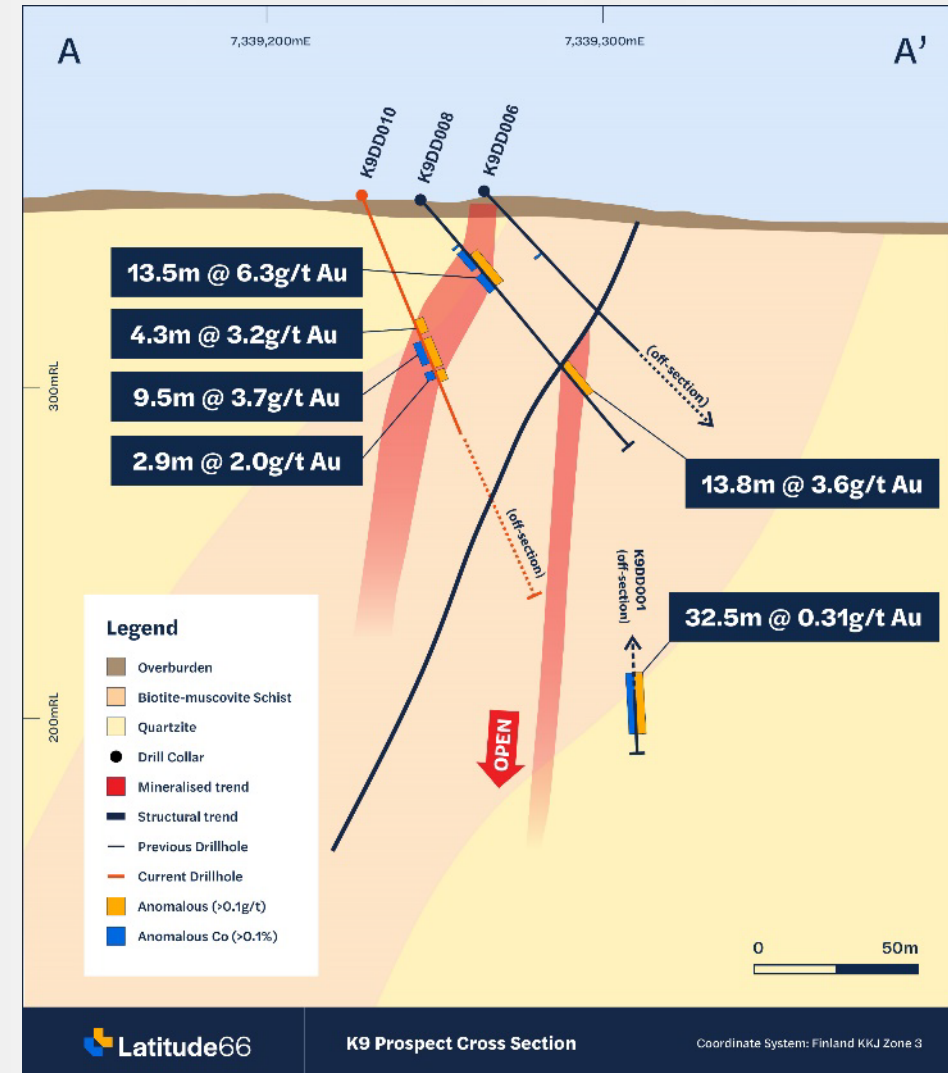 A
7,339,200mE
7,339,300mE
A’
K9DD010
K9DD008
K9DD006
13.5m @ 6.3g/t Au
4.3m @ 3.2g/t Au
9.5m @ 3.7g/t Au
2.9m @ 2.0g/t Au
300mRL
(off-section)
13.8m @ 3.6g/t Au
(off-section)
K9DD001
(off-section)
32.5m @ 0.31g/t Au
200mRL
OPEN
Legend
Overburden
Biotite-muscovite Schist
Quartzite
Drill Collar
Mineralised trend
Structural trend
Previous Drillhole
Current Drillhole
Anomalous (>0.1g/t)
Anomalous Co (>0.1%)
0 50m
Latitude66
K9 Prospect Cross Section
Coordinate System: Finland KKJ Zone 3